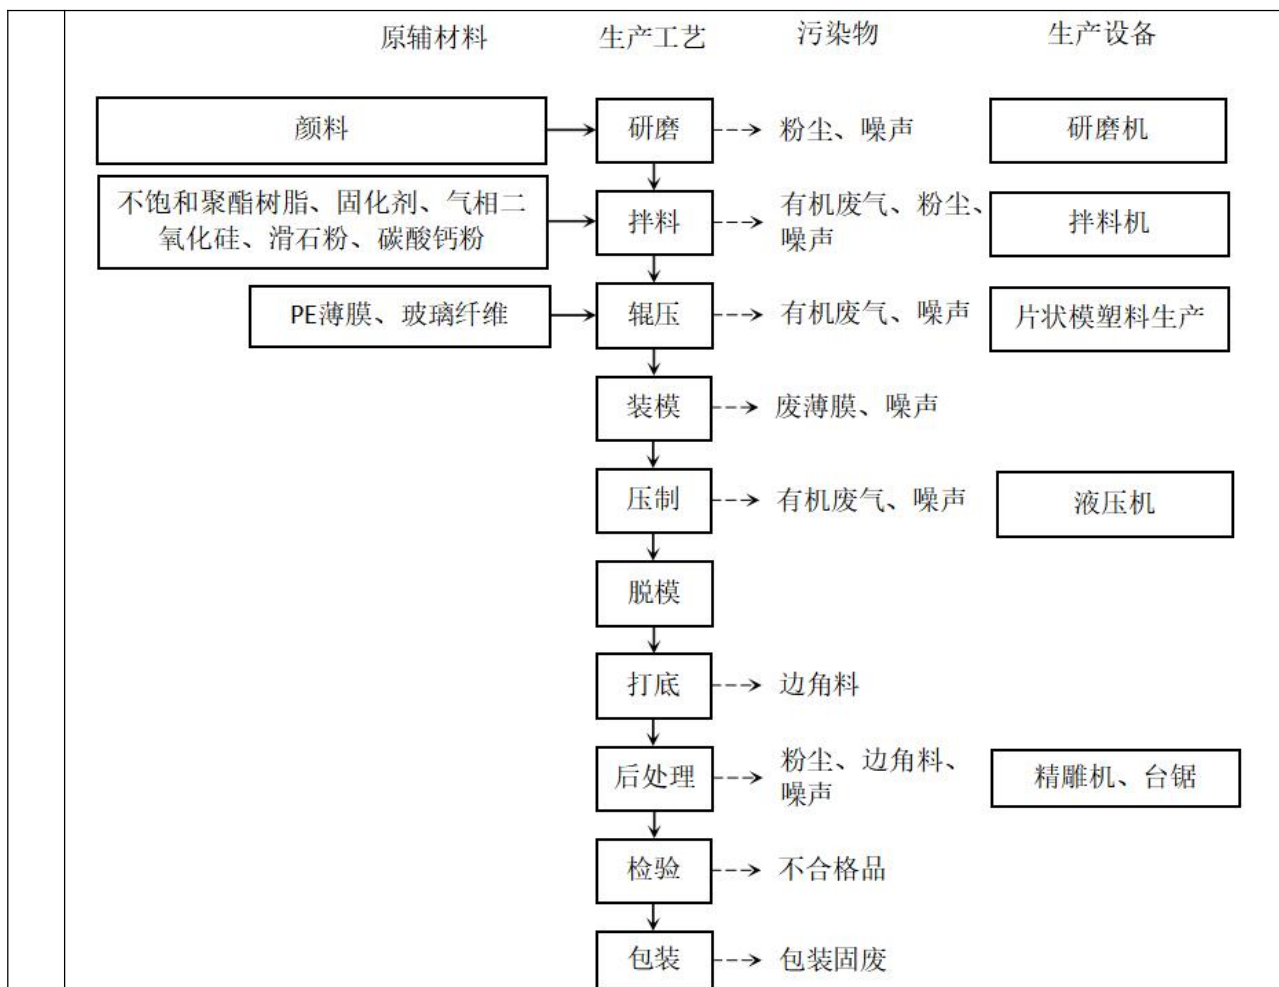 原辅材料
生产工艺
污染物
生产设备
颜料
研磨
粉尘、噪声
研磨机
不饱和聚酯树脂、固化剂、气相二
氧化硅、滑石粉、碳酸钙粉
拌料
有机废气、粉尘、
噪声
拌料机
PE薄膜、玻璃纤维
辊压
有机废气、噪声
片状模塑料生产
装模
废薄膜、噪声
压制
有机废气、噪声
液压机
脱模
打底
边角料
后处理
粉尘、边角料、
噪声
精雕机、台锯
检验
不合格品
包装
包装固废